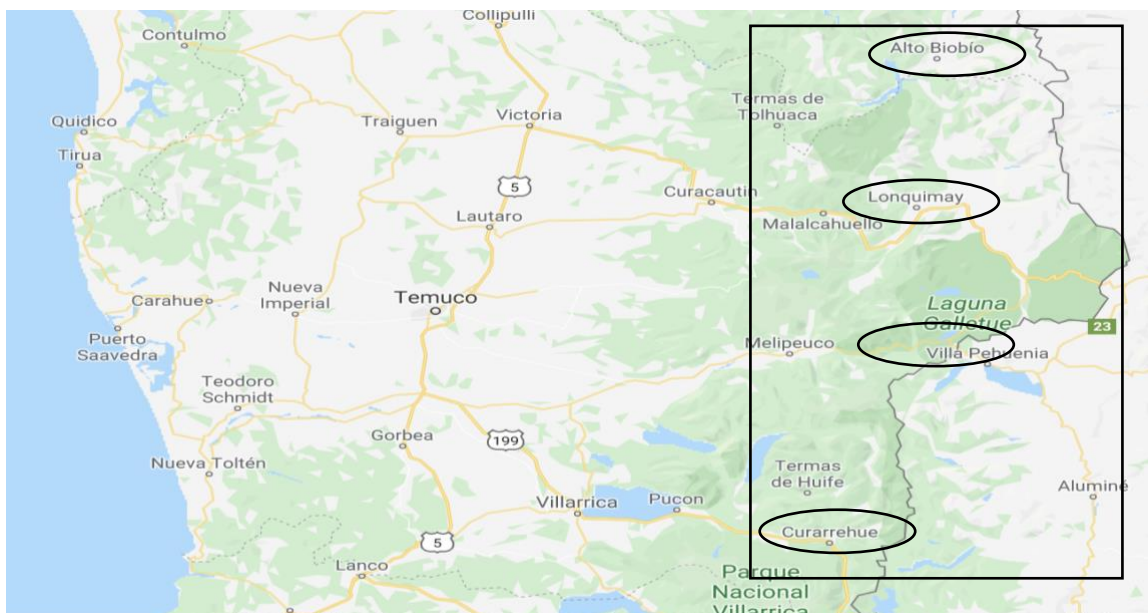 Collipulli
Contulmo
Alto Biobío
Termas de
Tolhuaca
Quidico
Traiguen
Victoria
Tirua
5
Curacautin
Lonquimay
Lautaro
Malalcahuello
Nueva
Imperial
Carahue
Temuco
Laguna
Galletue
23
Puerto
Saavedra
Melipeuco
Villa Pehuenia
Teodoro
Schmidt
Gorbea
199
Nueva Toltén
Termas
de Huife
Aluminé
Villarrica
Pucon
Curarrehue
5
Lanco
Parque
Nacional
Villarrica